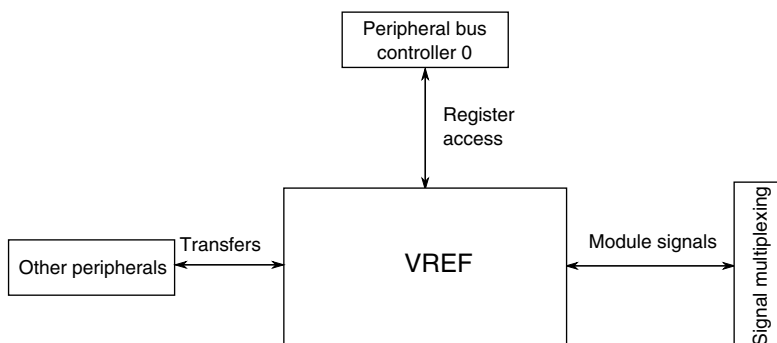 Peripheral bus
controller 0
Register
access
Transfers
Other peripherals
VREF
Module signals
Signal multiplexing